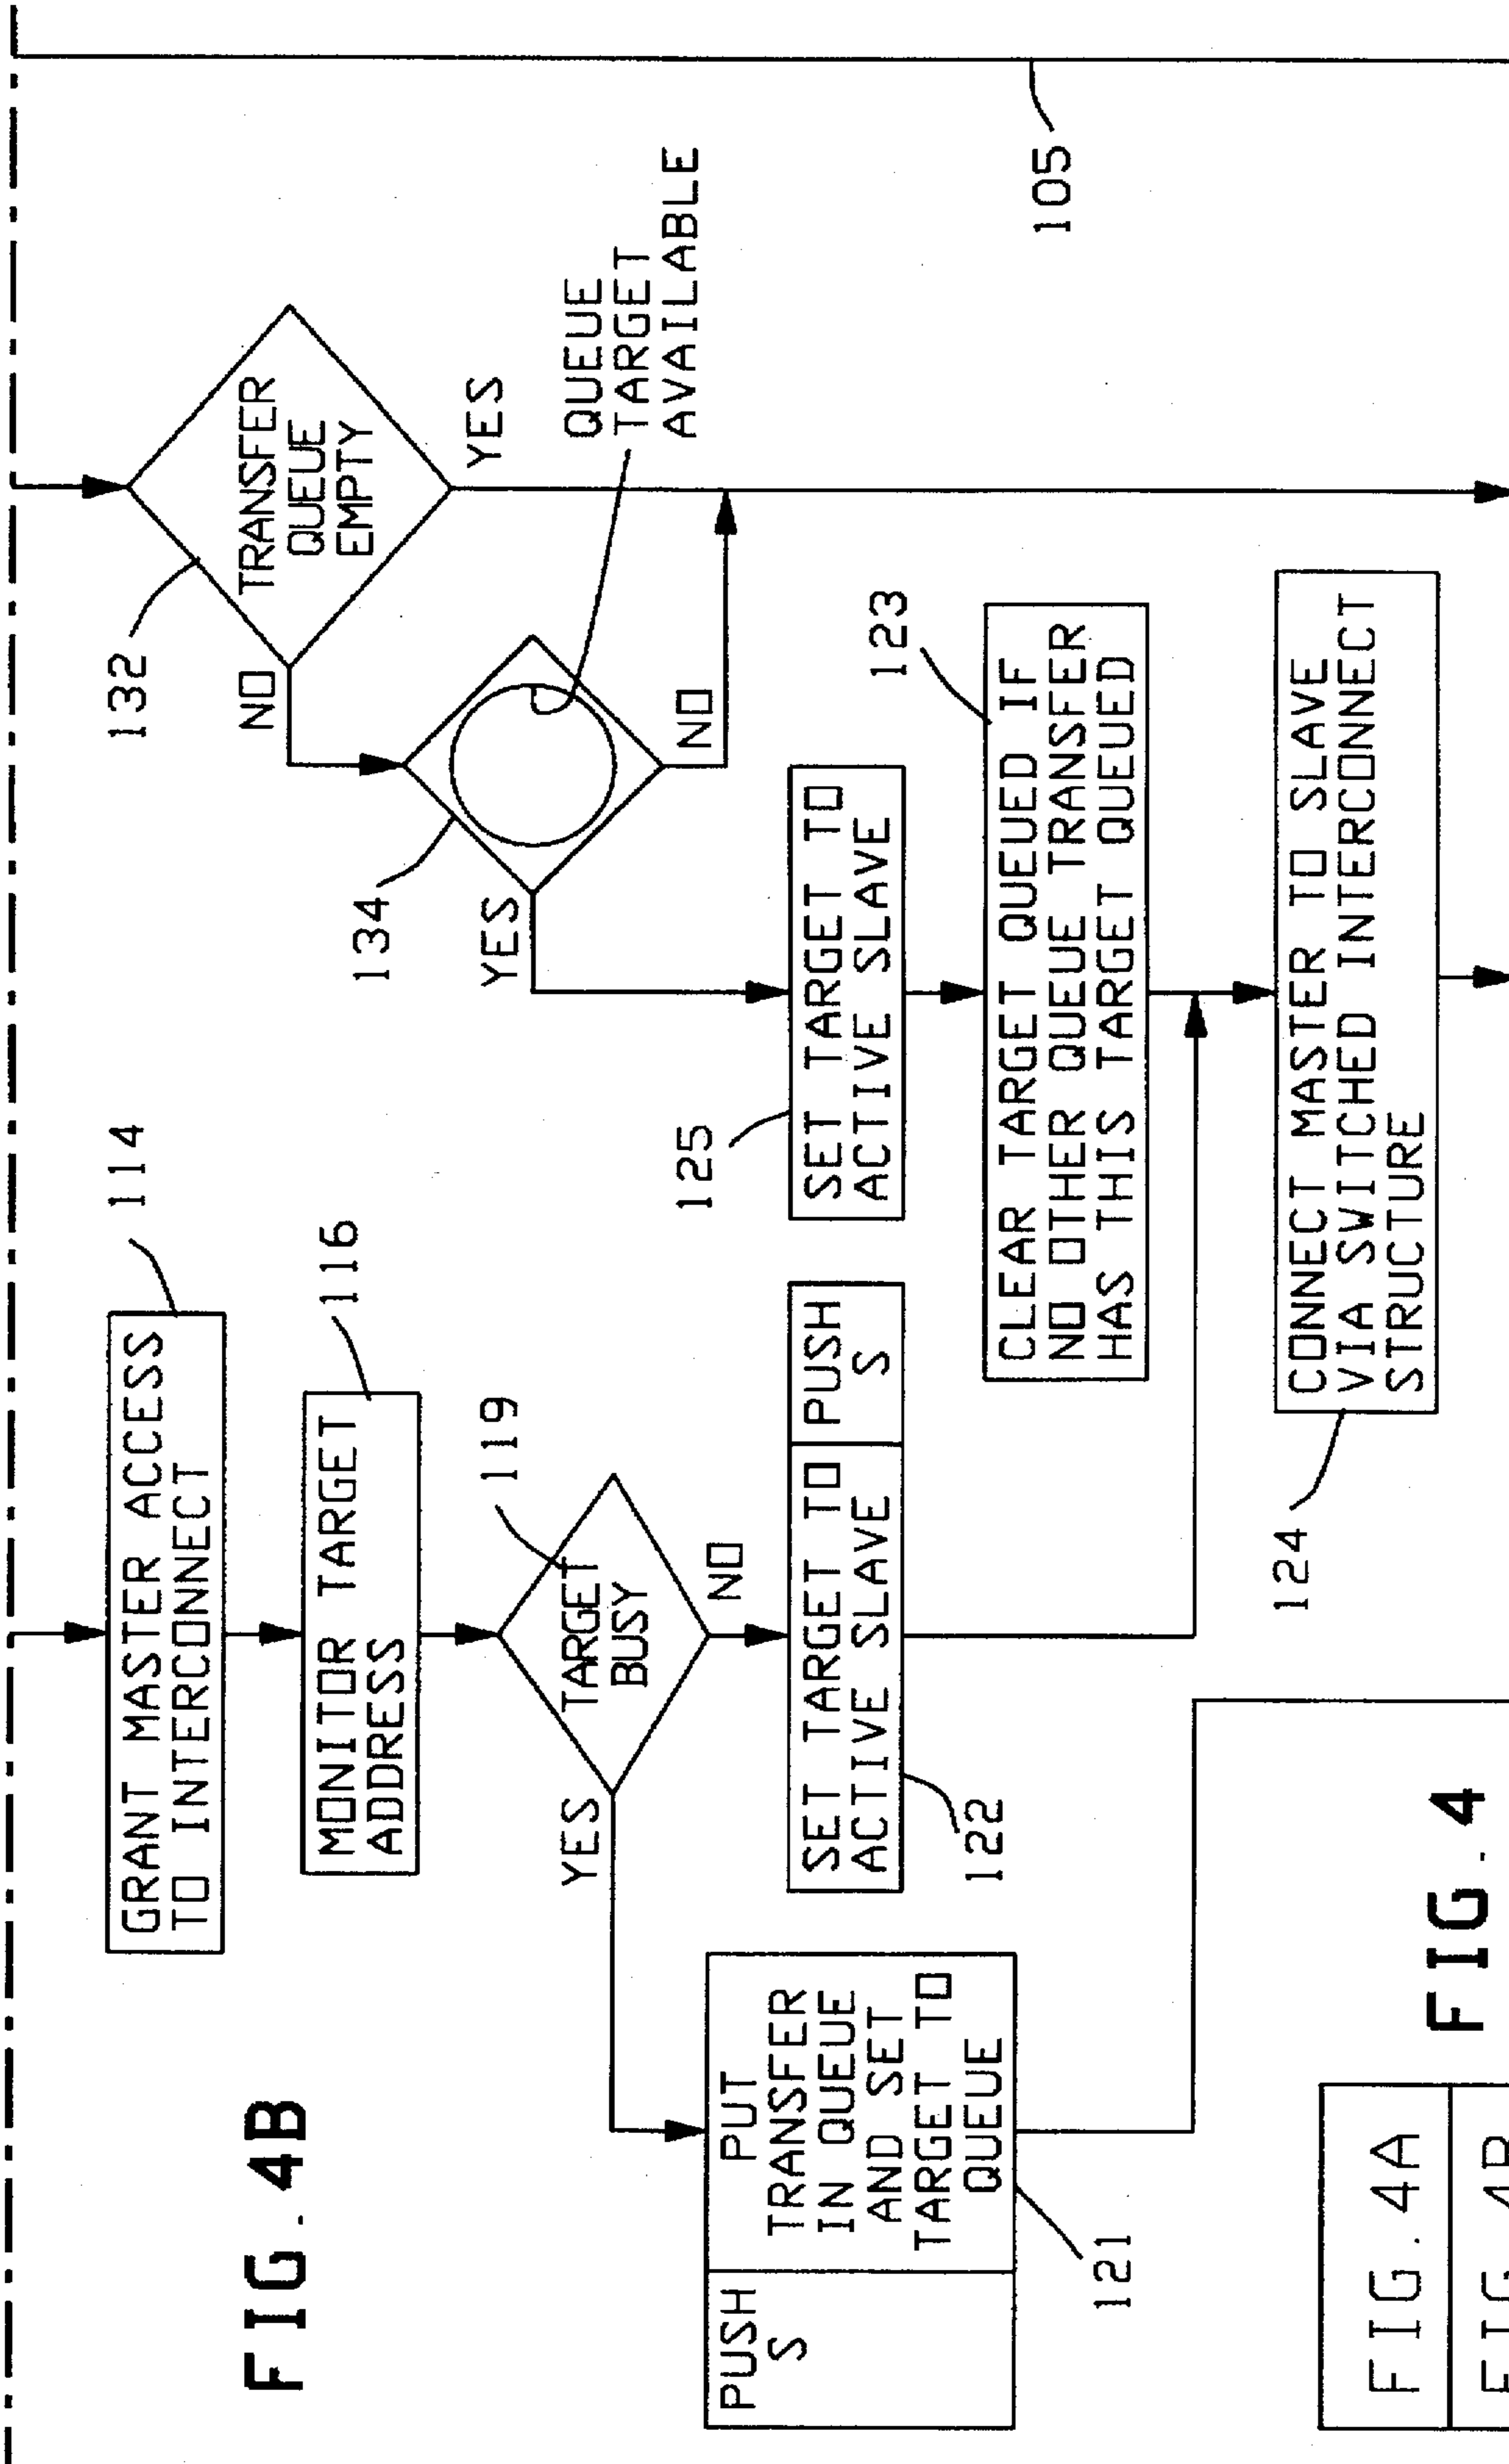 FIG. 4B
114
GRANT MASTER ACCESS
TO INTERCONNECT
116
MONITOR TARGET
ADDRESS
119
TARGET
BUSY
YES
NO
PUSH
S
PUT
TRANSFER
IN QUEUE
AND SET
TARGET TO
QUEUE
121
SET TARGET TO
ACTIVE SLAVE
PUSH
S
122
132
TRANSFER
QUEUE
EMPTY
NO
YES
134
QUEUE
TARGET
AVAILABLE
YES
NO
125
SET TARGET TO
ACTIVE SLAVE
123
CLEAR TARGET QUEUED IF
NO OTHER QUEUE TRANSFER
HAS THIS TARGET QUEUED
124
CONNECT MASTER TO SLAVE
VIA SWITCHED INTERCONNECT
STRUCTURE
105
FIG. 4A
FIG. 4B
FIG. 4